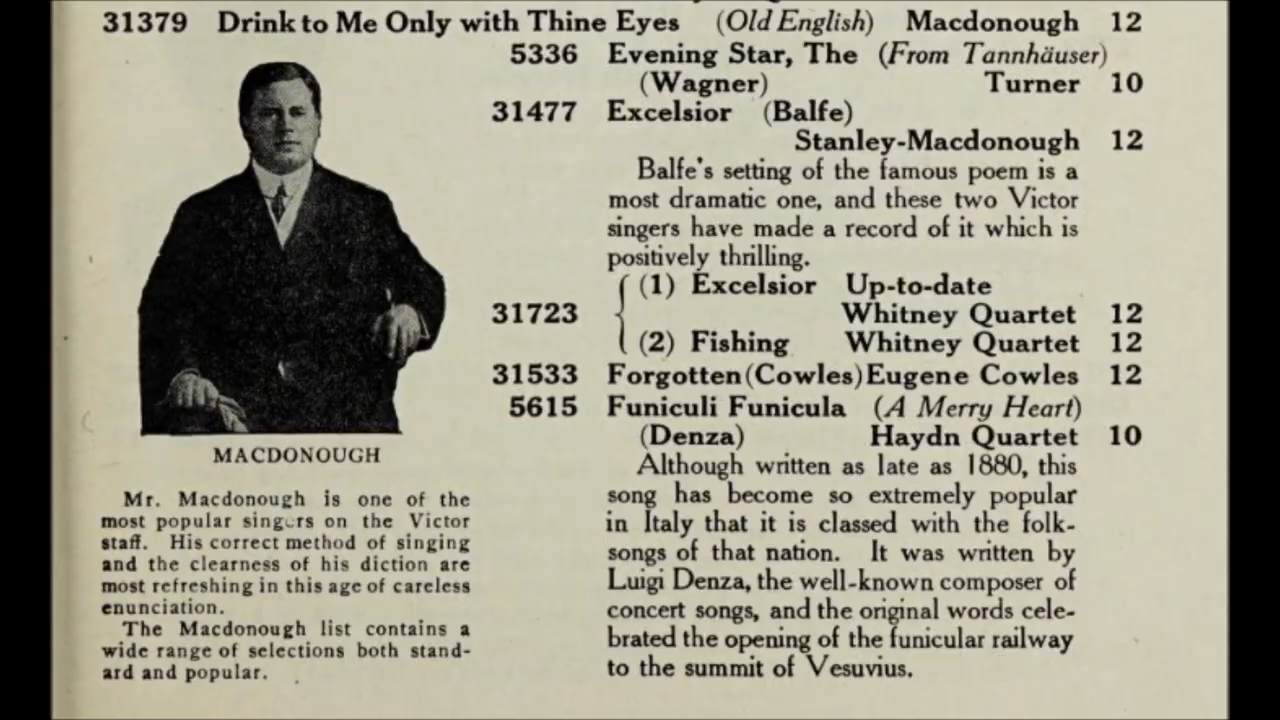 31379 Drink to Me Only with Thine Eyes (Old English) Macdonough 12
5336 Evening Star, The (From Tannhäuser)
(Wagner) Turner 10
31477 Excelsior (Balfe)
Stanley-Macdonough 12
Balfe's setting of the famous poem is a
most dramatic one, and these two Victor
singers have made a record of it which is
positively thrilling.
(1) Excelsior Up-to-date
31723 Whitney Quartet 12
(2) Fishing Whitney Quartet 12
31533 Forgotten (Cowles) Eugene Cowles 12
5615 Funiculi Funicula (A Merry Heart)
(Denza) Haydn Quartet 10
Although written as late as 1880, this
song has become so extremely popular
in Italy that it is classed with the folk-
songs of that nation. It was written by
Luigi Denza, the well-known composer of
concert songs, and the original words cele-
brated the opening of the funicular railway
to the summit of Vesuvius.
MACDONOUGH
Mr. Macdonough is one of the
most popular singers on the Victor
staff. His correct method of singing
and the clearness of his diction are
most refreshing in this age of careless
enunciation.
The Macdonough list contains a
wide range of selections both stand-
ard and popular.